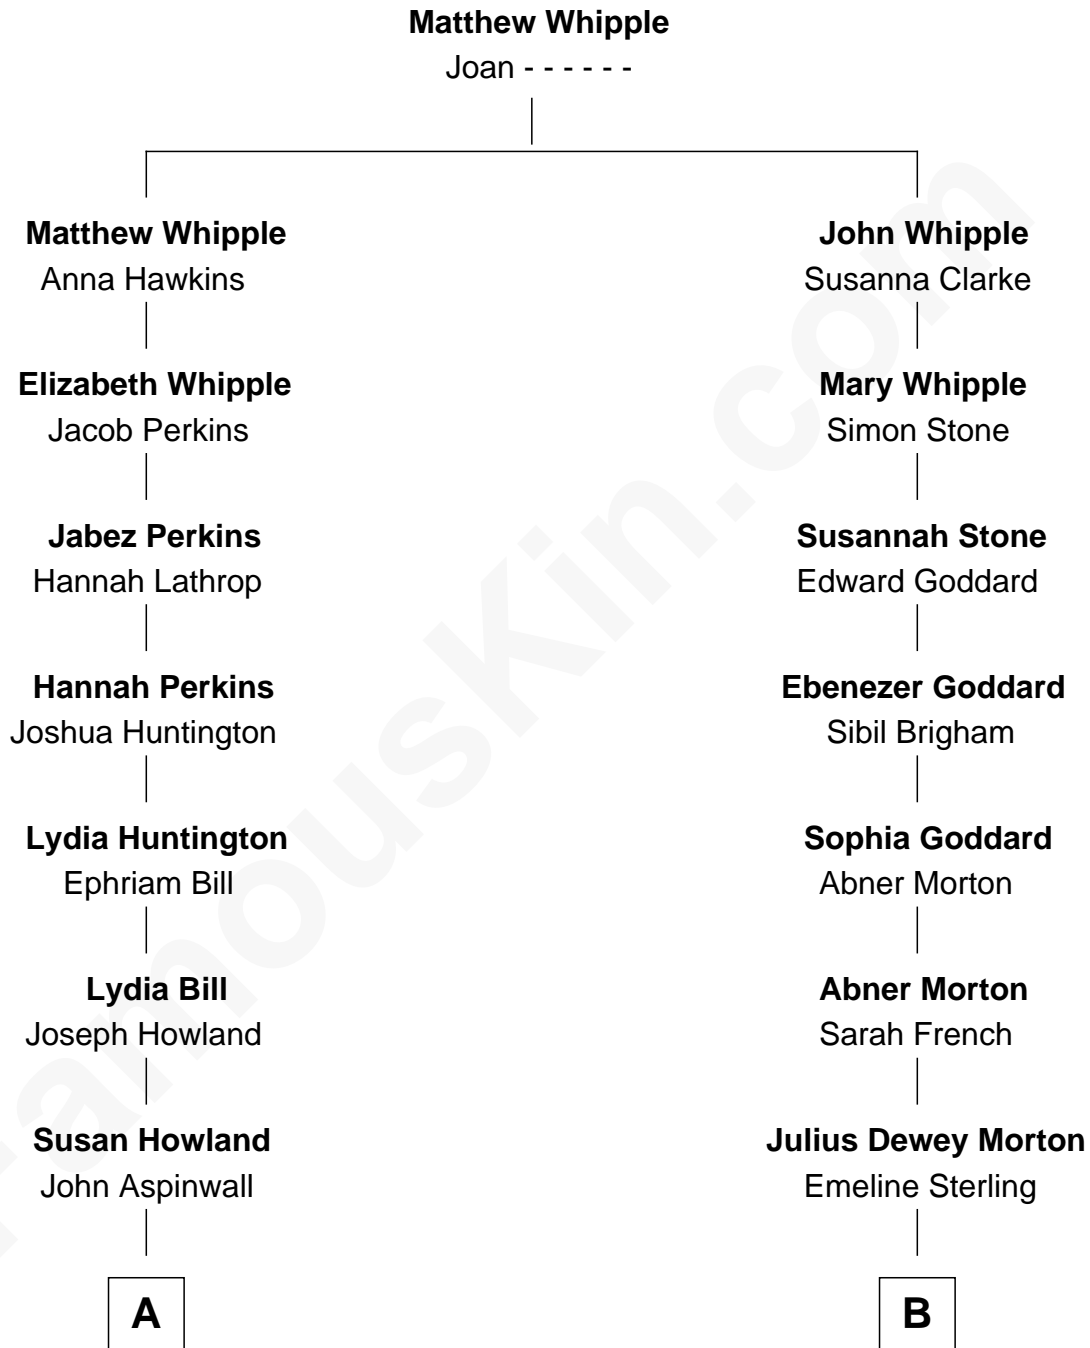 Matthew Whipple
Joan - - - - - -
Matthew Whipple
Anna Hawkins
John Whipple
Susanna Clarke
Elizabeth Whipple
Jacob Perkins
Mary Whipple
Simon Stone
Jabez Perkins
Hannah Lathrop
Susannah Stone
Edward Goddard
Hannah Perkins
Joshua Huntington
Ebenezer Goddard
Sibil Brigham
Lydia Huntington
Ephriam Bill
Sophia Goddard
Abner Morton
Lydia Bill
Joseph Howland
Abner Morton
Sarah French
Susan Howland
John Aspinwall
Julius Dewey Morton
Emeline Sterling
A
B
FamousKin.com